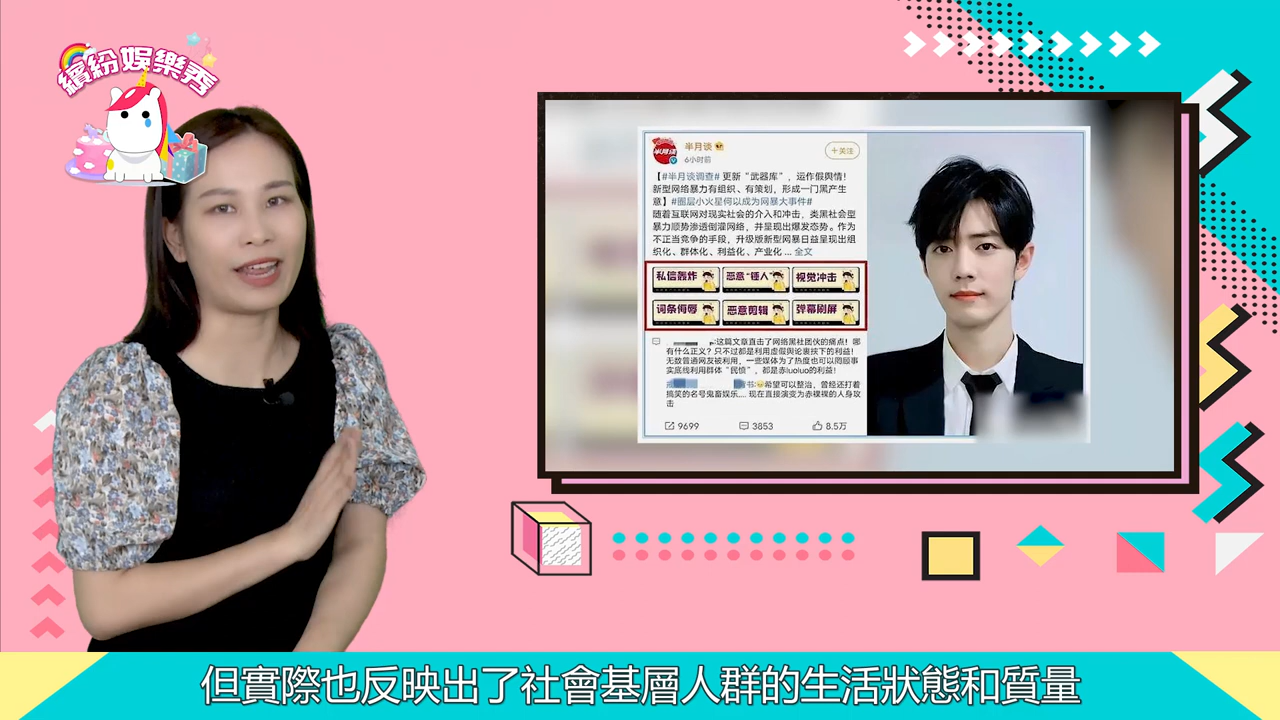 繽紛娛樂秀
半月谈
半月谈
6小时前
+关注
【#半月谈调查# 更新“武器库”，运作假舆情！
新型网络暴力有组织、有策划，形成一门黑产生
意】#圈层小火星何以成为网暴大事件#
随着互联网对现实社会的介入和冲击，类黑社会型
暴力顺势渗透倒灌网络，并呈现出爆发态势。作为
不正当竞争的手段，升级版新型网暴日益呈现出组
织化、群体化、利益化、产业化 ... 全文
私信轰炸
恶意“锤人”
视觉冲击
词条侮辱
恶意剪辑
弹幕刷屏
:这篇文章直击了网络黑社团伙的痛点！哪
有什么正义？只不过都是利用虚假舆论裹挟下的利益！
无数普通网友被利用，一些媒体为了热度也可以罔顾事
实底线利用群体“民愤”，都是赤luoluo的利益！
书:希望可以整治，曾经还打着
搞笑的名号鬼畜娱乐.... 现在直接演变为赤裸裸的人身攻
击
9699
3853
8.5万
但實際也反映出了社會基層人群的生活狀態和質量